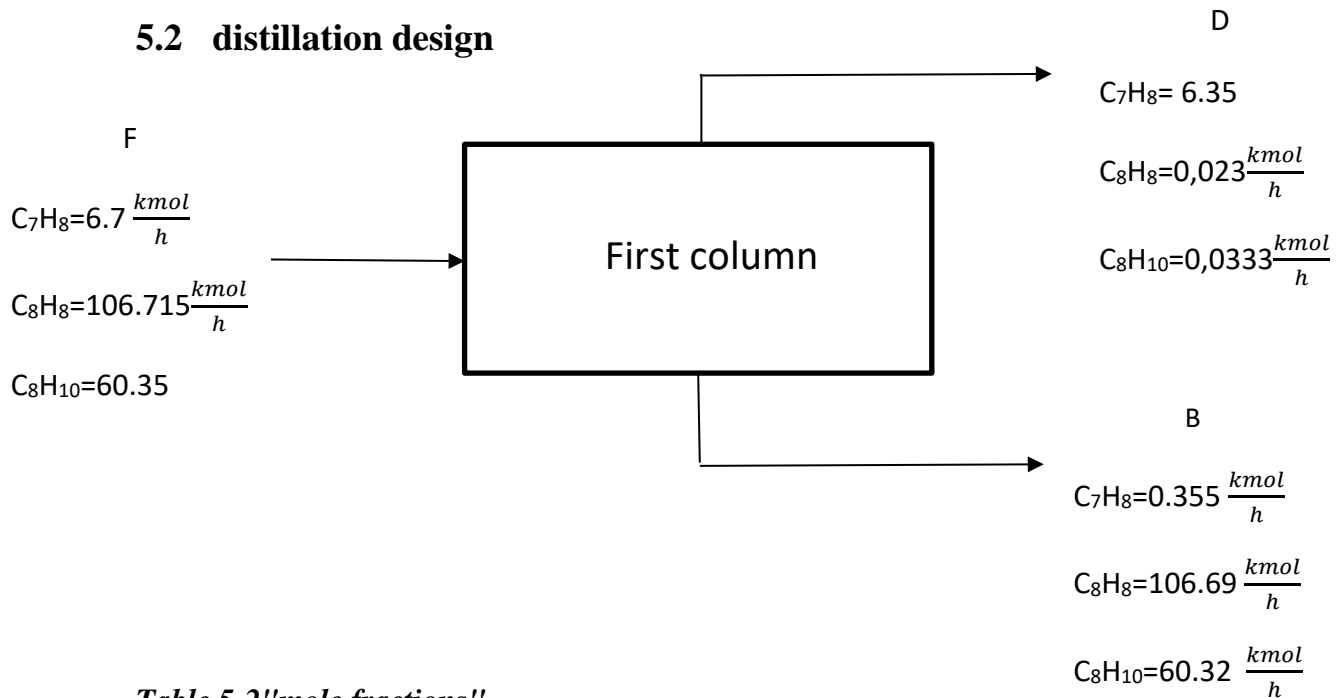 5.2 distillation design
D
C₇H₈= 6.35
F
C₈H₈=0,023 kmol/h
C₇H₈=6.7 kmol/h
First column
C₈H₁₀=0,0333 kmol/h
C₈H₈=106.715 kmol/h
C₈H₁₀=60.35
B
C₇H₈=0.355 kmol/h
C₈H₈=106.69 kmol/h
C₈H₁₀=60.32 kmol/h
Table 5.2"mole fractions"